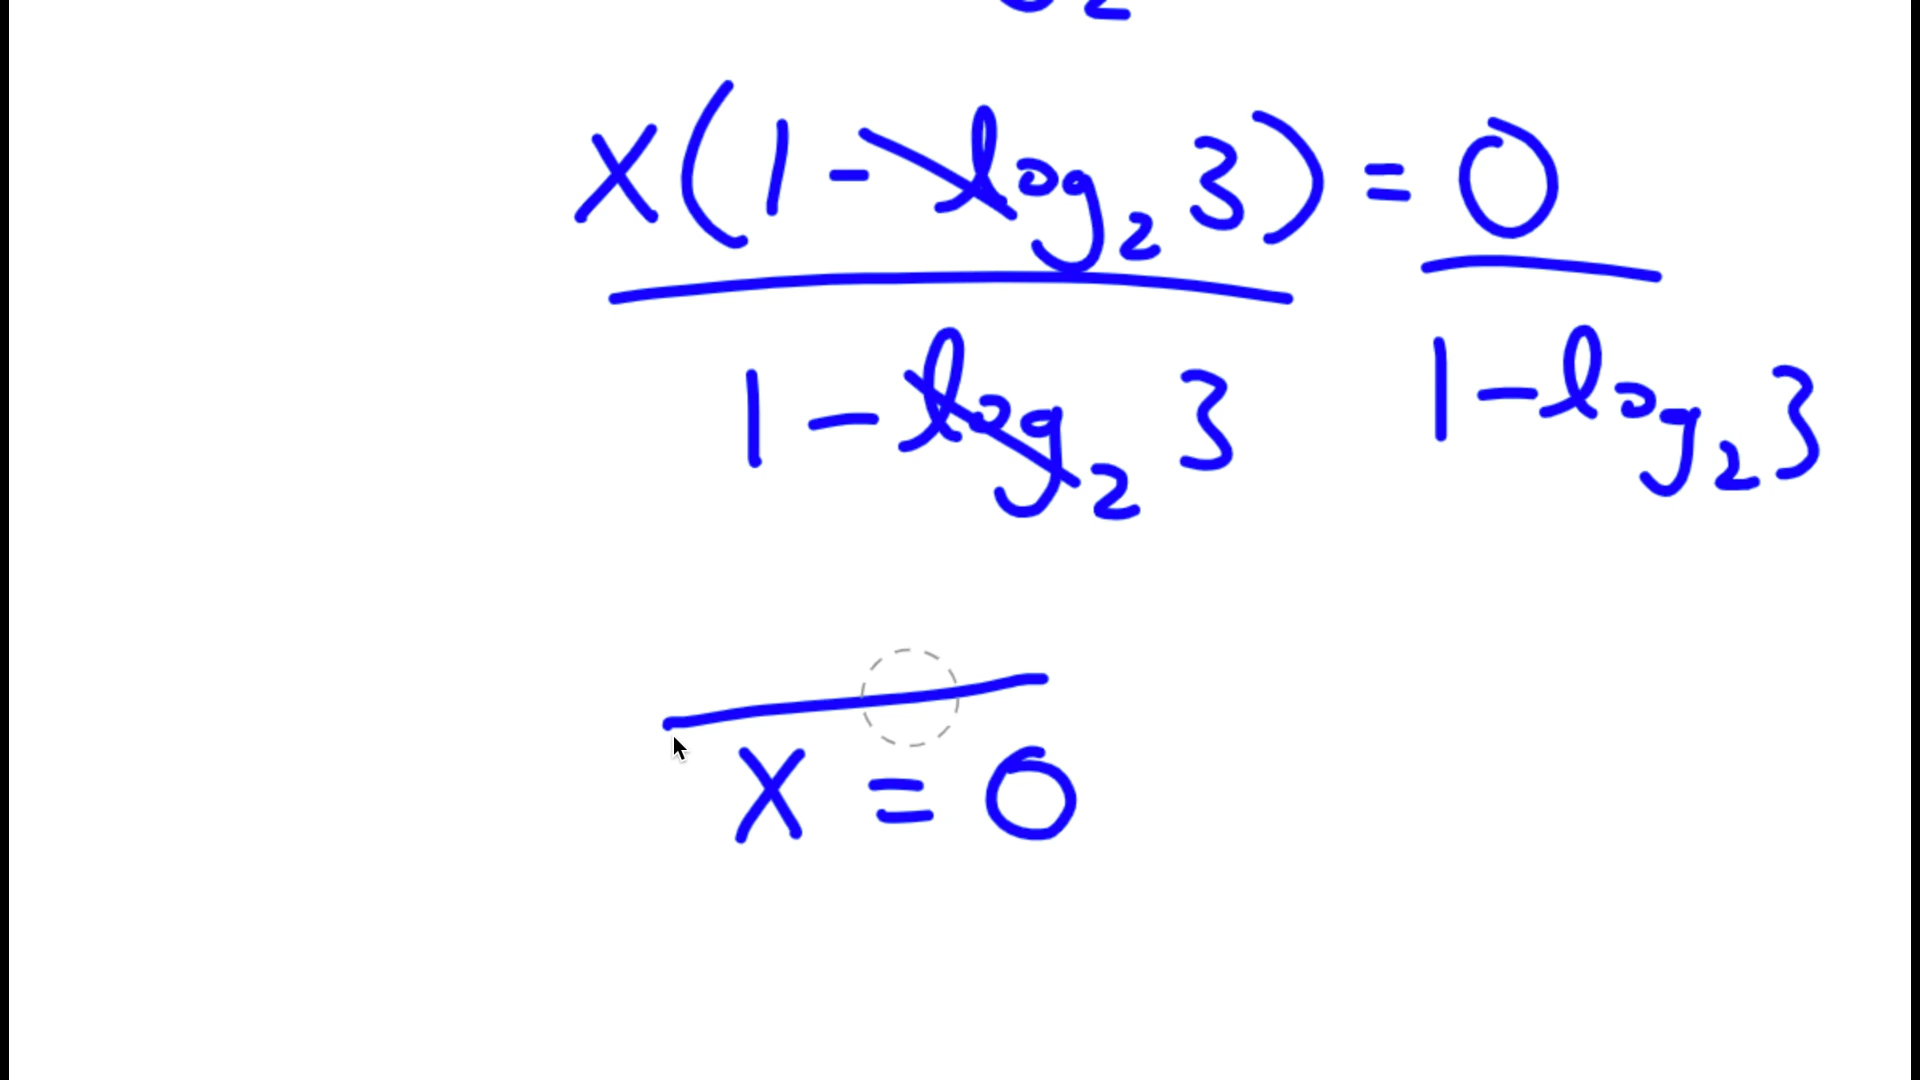 x(1-log₂3) = 0
1-log₂3 1-log₂3
x = 0